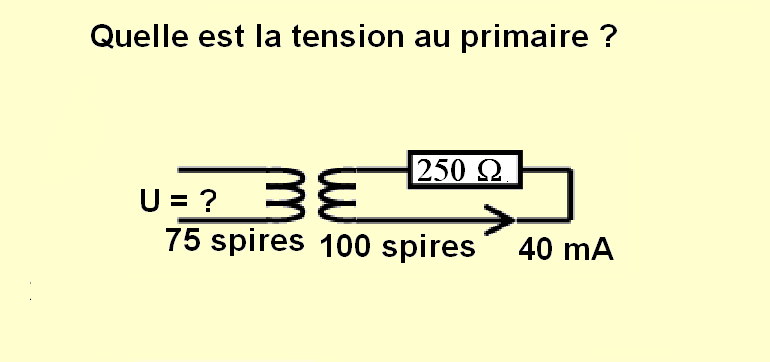 Quelle est la tension au primaire ?
250 Ω
U = ?
75 spires 100 spires 40 mA